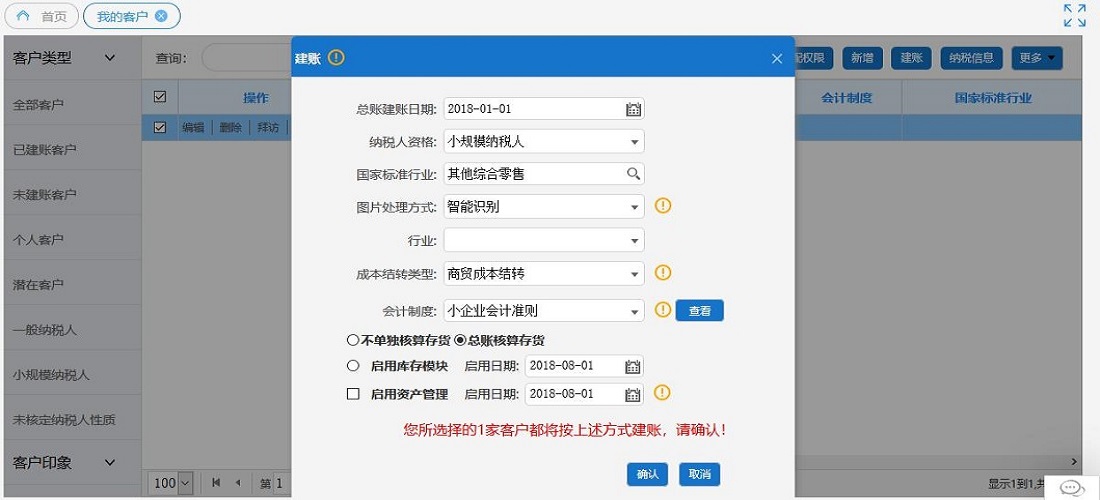 首页 我的客户
客户类型
查询:
权限 新增 建账 纳税信息 更多
建账
操作 会计制度 国家标准行业
编辑 删除 拜访
全部客户
已建账客户
未建账客户
个人客户
潜在客户
一般纳税人
小规模纳税人
未核定纳税人性质
客户印象
总账建账日期: 2018-01-01
纳税人资格: 小规模纳税人
国家标准行业: 其他综合零售
图片处理方式: 智能识别
行业:
成本结转类型: 商贸成本结转
会计制度: 小企业会计准则 查看
不单独核算存货 总账核算存货
启用库存模块 启用日期: 2018-08-01
启用资产管理 启用日期: 2018-08-01
您所选择的1家客户都将按上述方式建账，请确认！
确认 取消
100 第 1 显示1到1,共